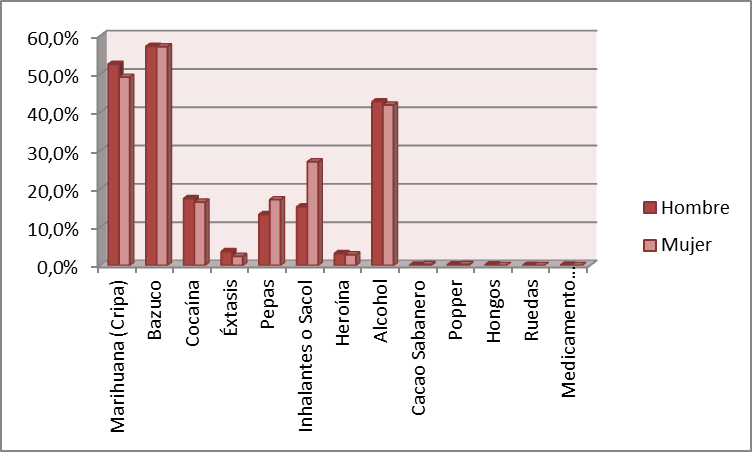 60,0%
50,0%
40,0%
30,0%
20,0%
10,0%
0,0%
Marihuana (Cripa)
Bazuco
Cocaína
Éxtasis
Pepas
Inhalantes o Sacol
Heroína
Alcohol
Cacao Sabanero
Popper
Hongos
Ruedas
Medicamento...
Hombre
Mujer